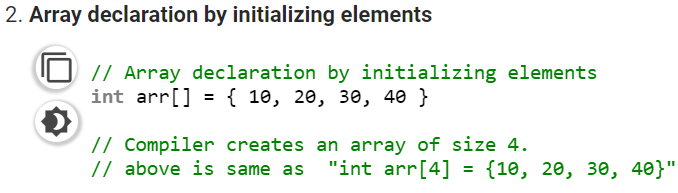 2. Array declaration by initializing elements
// Array declaration by initializing elements
int arr[] = { 10, 20, 30, 40 }
// Compiler creates an array of size 4.
// above is same as  "int arr[4] = {10, 20, 30, 40}"